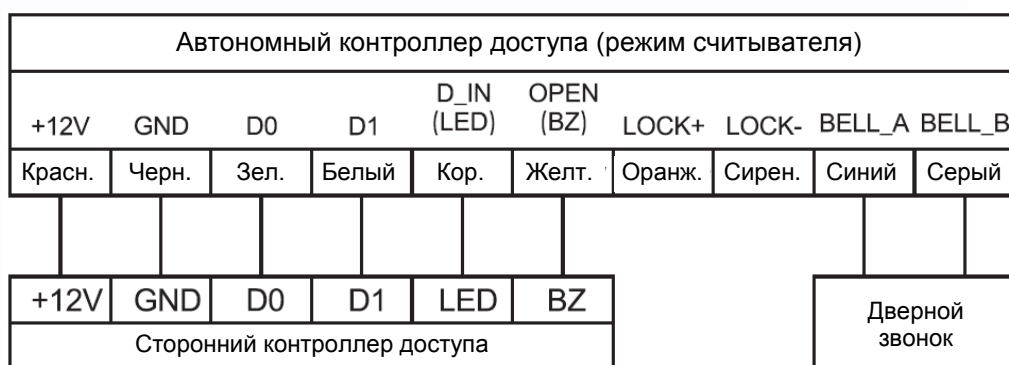 Автономный контроллер доступа (режим считывателя)
D_IN OPEN
+12V GND D0 D1 (LED) (BZ) LOCK+ LOCK- BELL_A BELL_B
Красн. Черн. Зел. Белый Кор. Желт. Оранж. Сирен. Синий Серый
+12V GND D0 D1 LED BZ
Сторонний контроллер доступа
Дверной
звонок